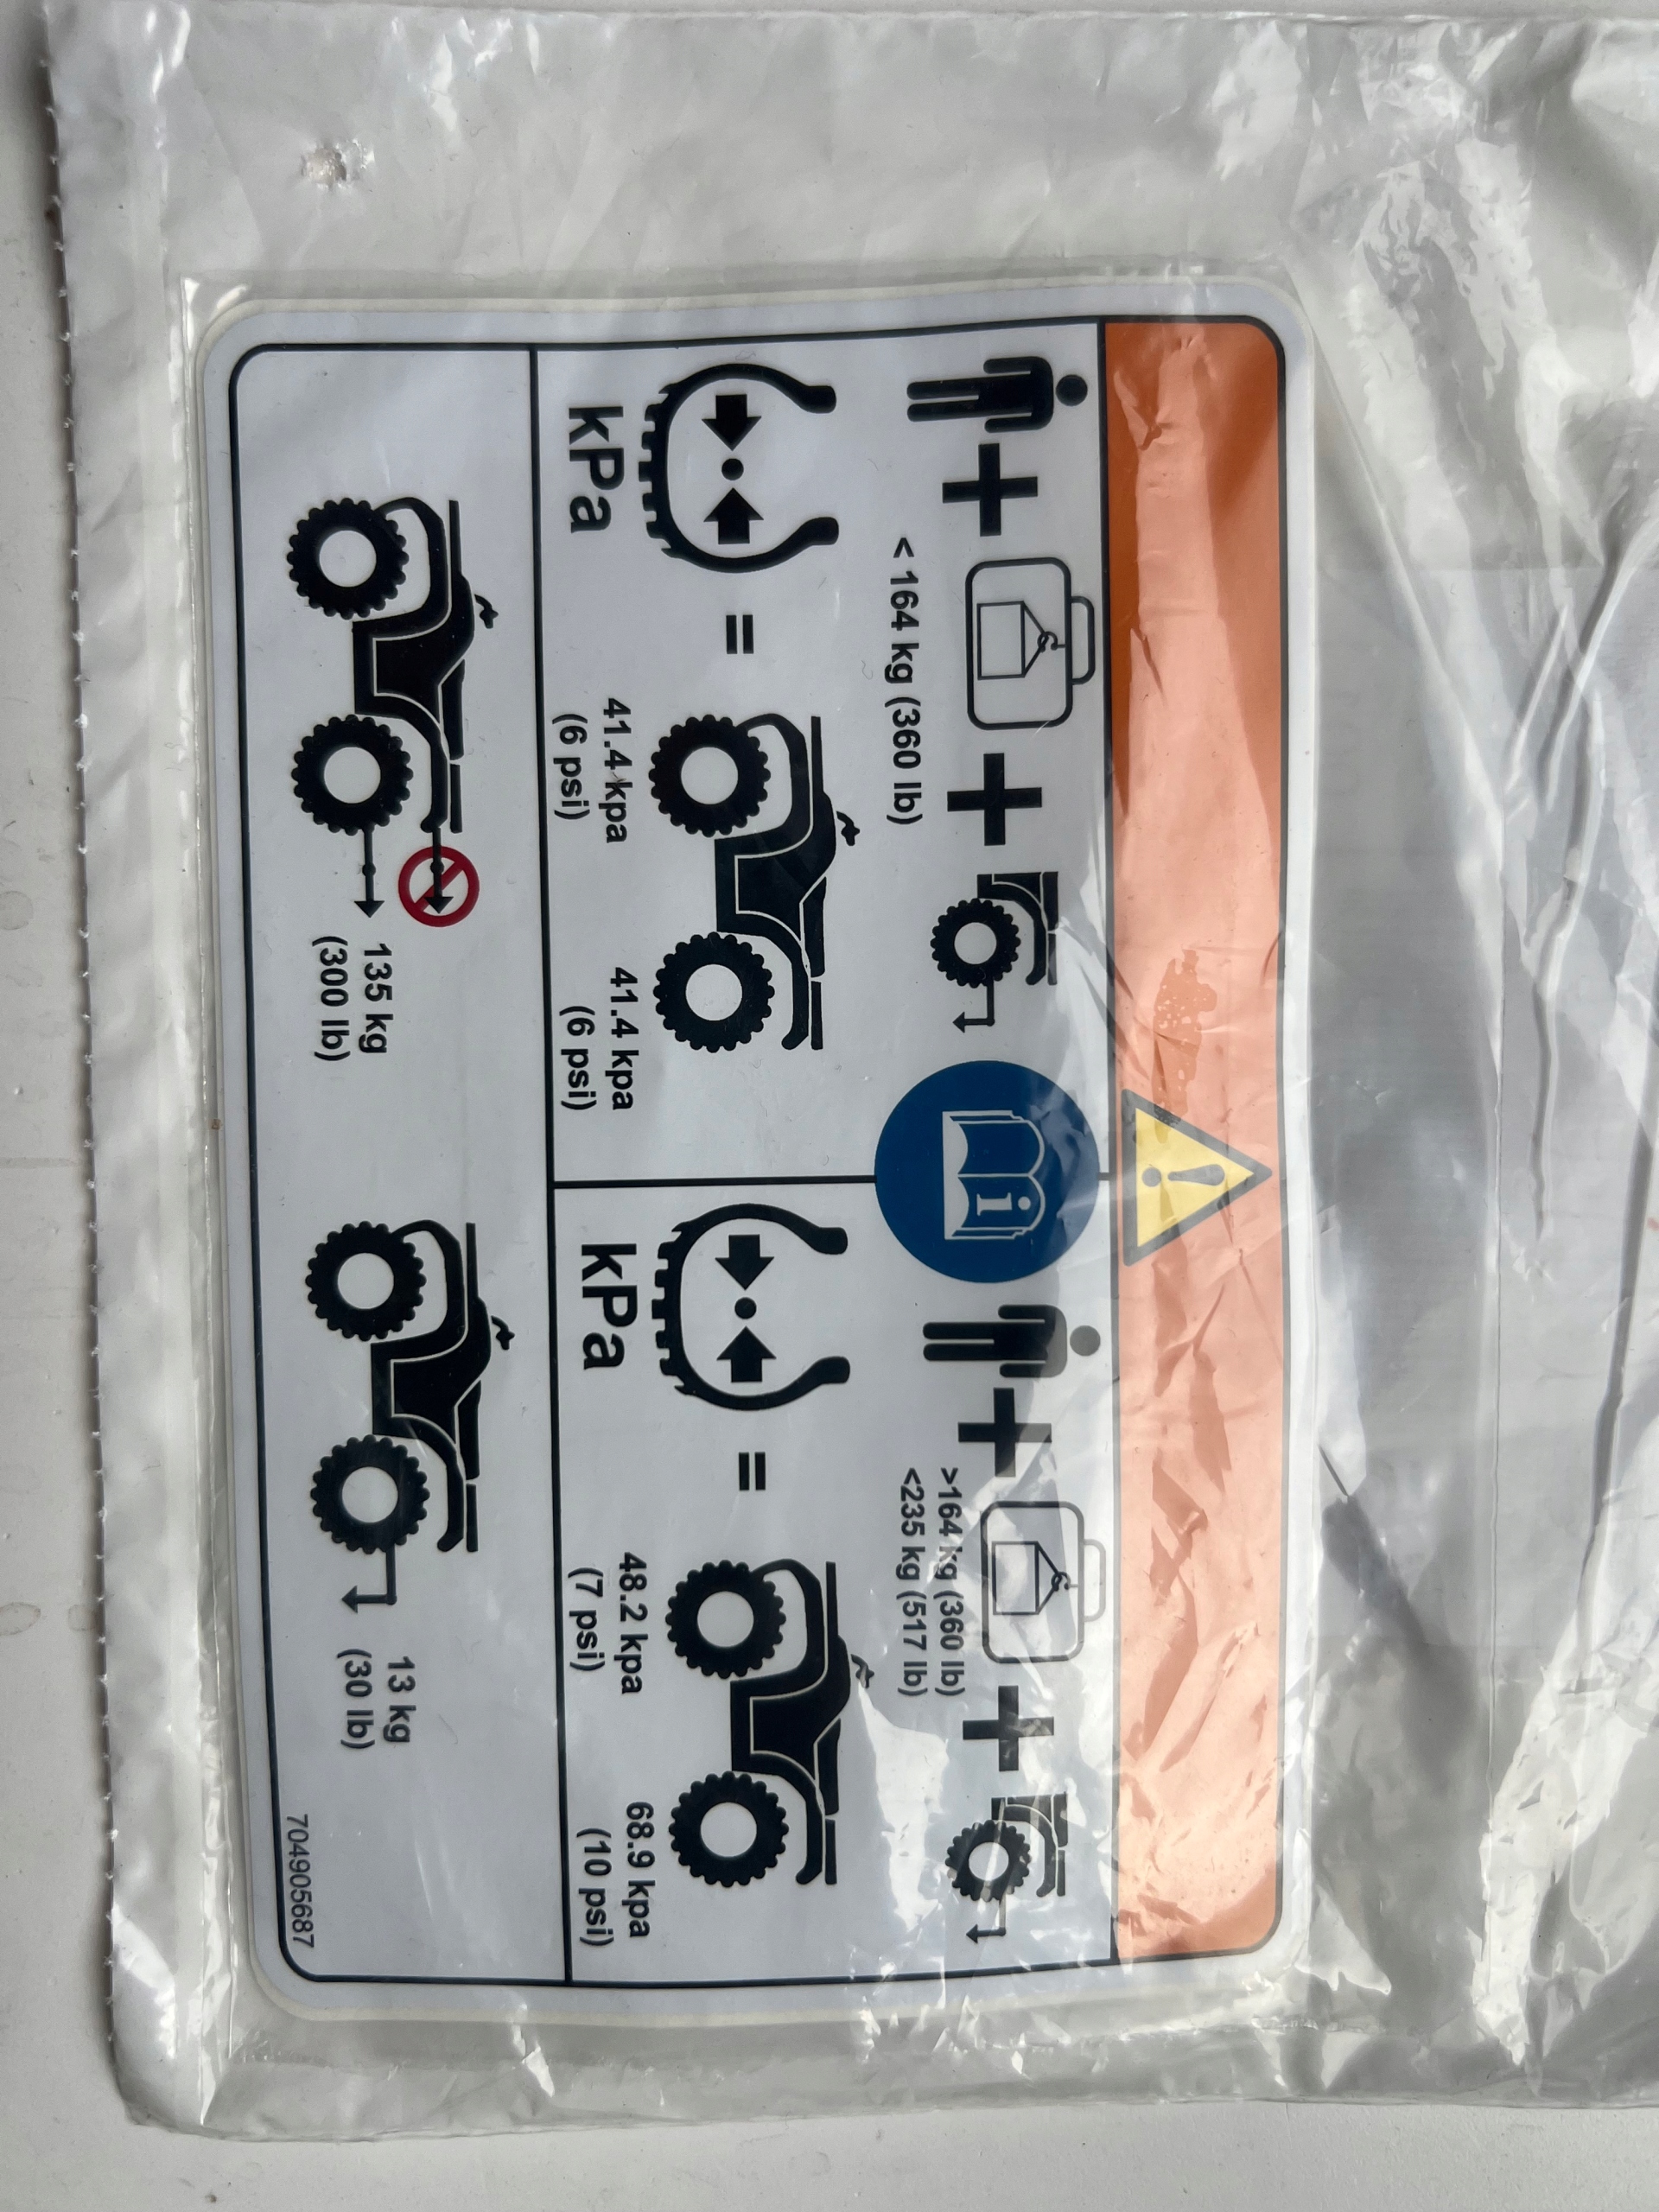 < 164 kg (360 lb)
kPa
=
41.4 kpa
(6 psi)
41.4 kpa
(6 psi)
>164 kg (360 lb)
<235 kg (517 lb)
kPa
=
48.2 kpa
(7 psi)
68.9 kpa
(10 psi)
135 kg
(300 lb)
13 kg
(30 lb)
704905687